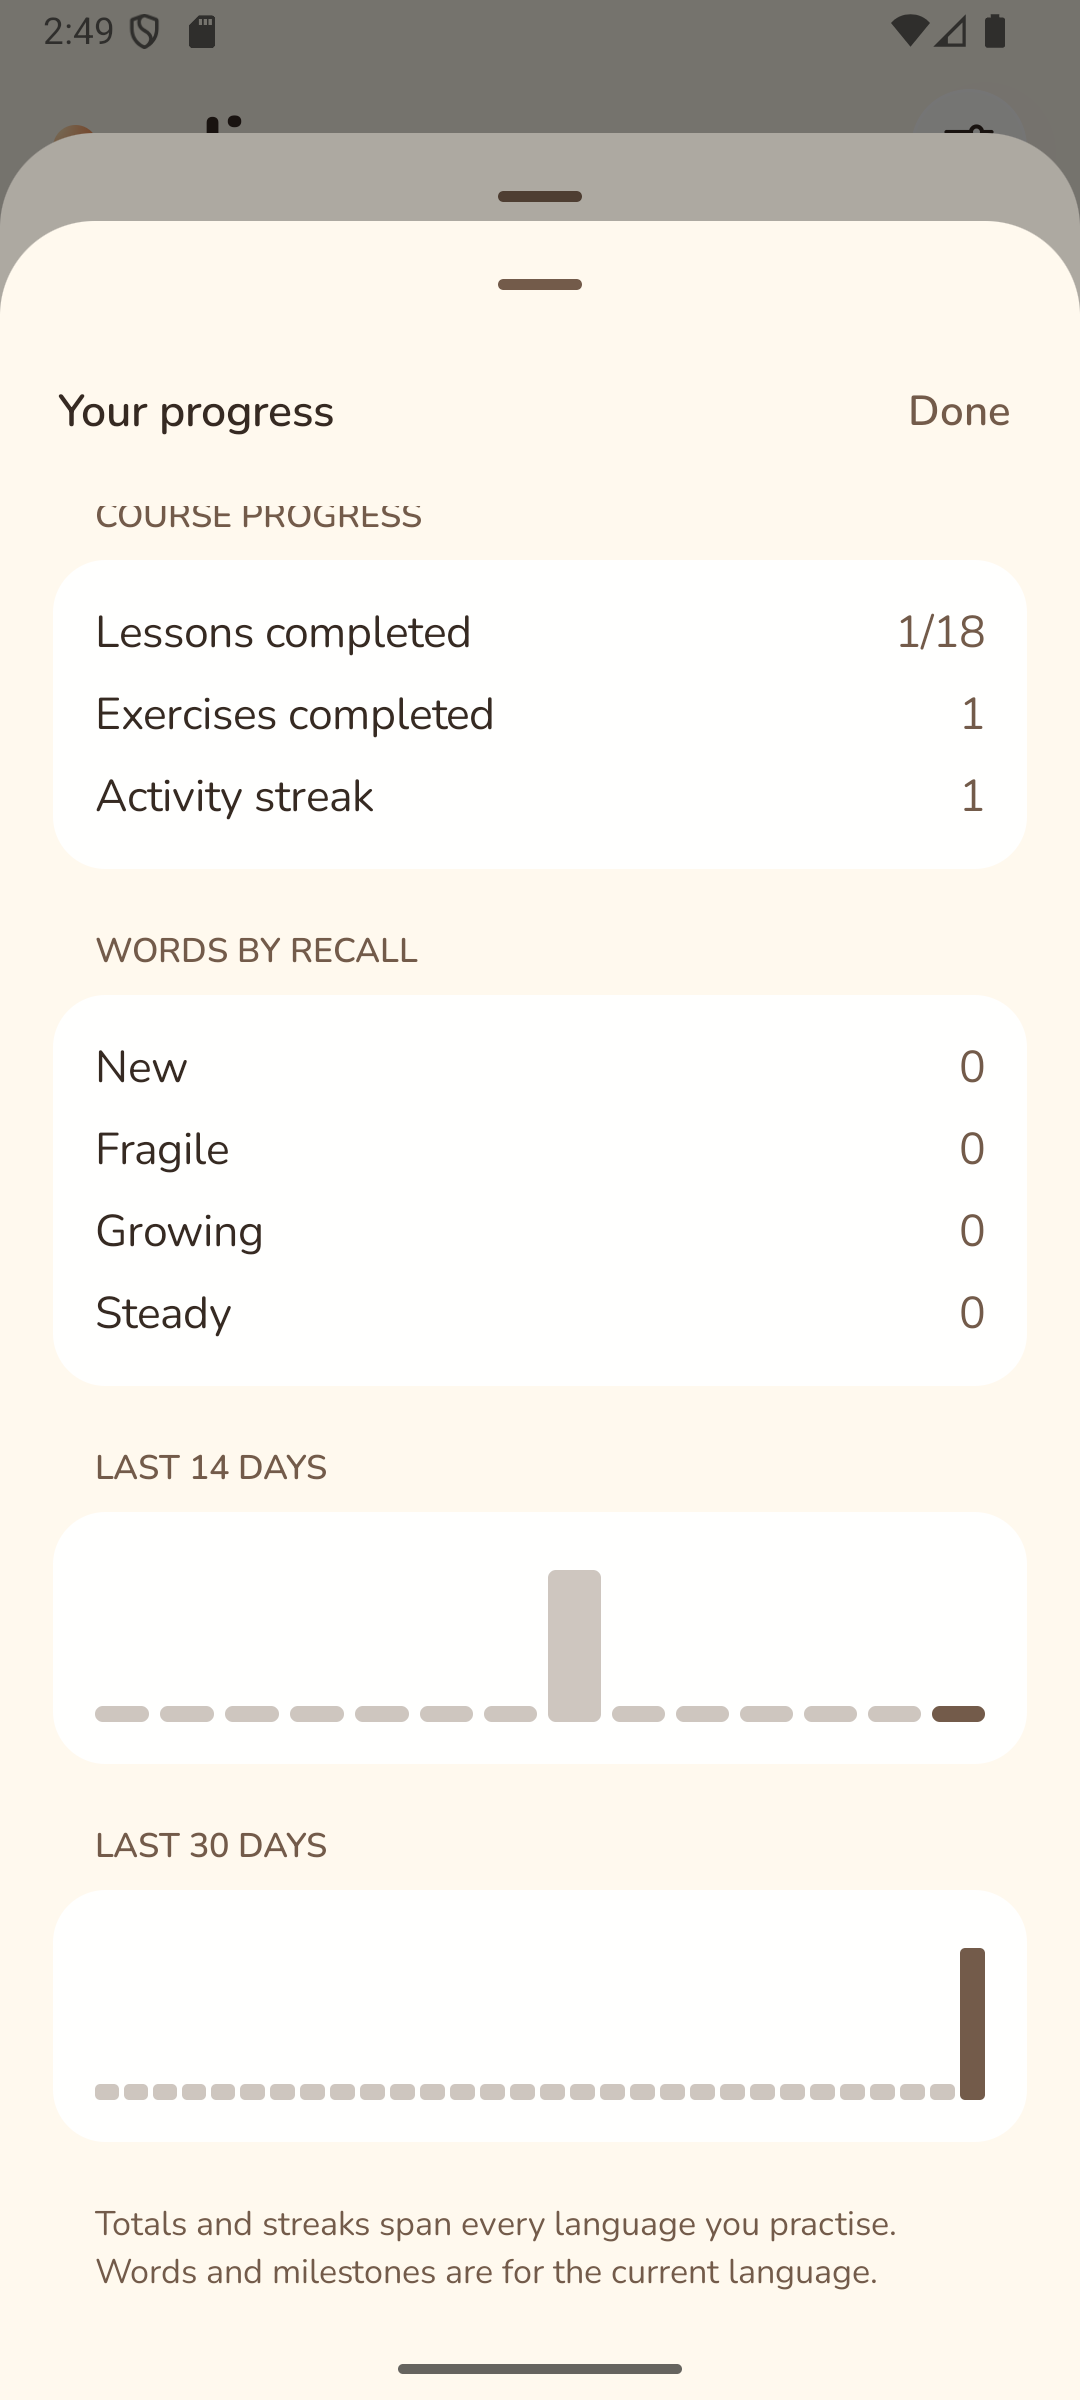 2:49
Your progress
Done
COURSE PROGRESS
Lessons completed 1/18
Exercises completed 1
Activity streak 1
WORDS BY RECALL
New 0
Fragile 0
Growing 0
Steady 0
LAST 14 DAYS
LAST 30 DAYS
Totals and streaks span every language you practise.
Words and milestones are for the current language.